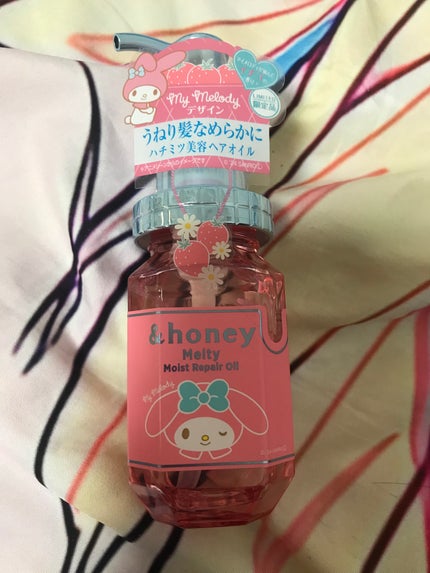 My Melody
デザイン
LIMITED
限定品
うねり髪なめらかに
ハチミツ美容ヘアオイル
&honey
Melty
Moist Repair Oil
My Melody